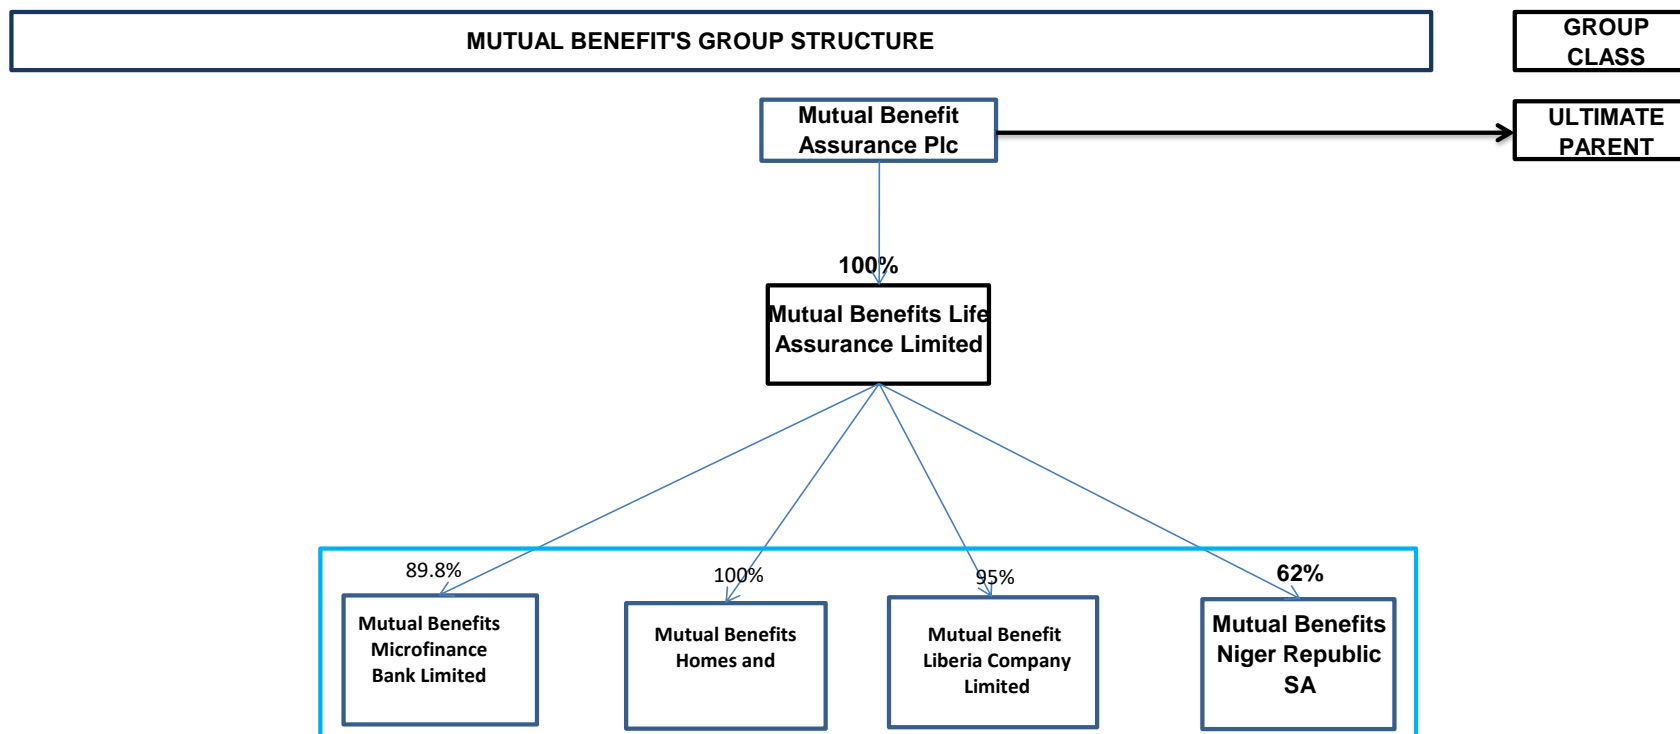 MUTUAL BENEFIT'S GROUP STRUCTURE
GROUP
CLASS
Mutual Benefit
Assurance Plc
ULTIMATE
PARENT
100%
Mutual Benefits Life
Assurance Limited
89.8%
100%
95%
62%
Mutual Benefits
Microfinance
Bank Limited
Mutual Benefits
Homes and
Mutual Benefit
Liberia Company
Limited
Mutual Benefits
Niger Republic
SA